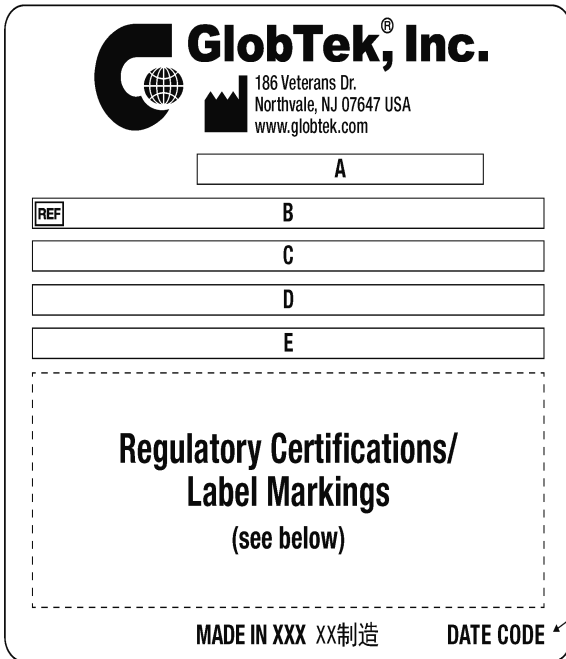 GlobTek®, Inc.
186 Veterans Dr.
Northvale, NJ 07647 USA
www.globtek.com
A
REF B
C
D
E
Regulatory Certifications/
Label Markings
(see below)
MADE IN XXX XX制造 DATE CODE